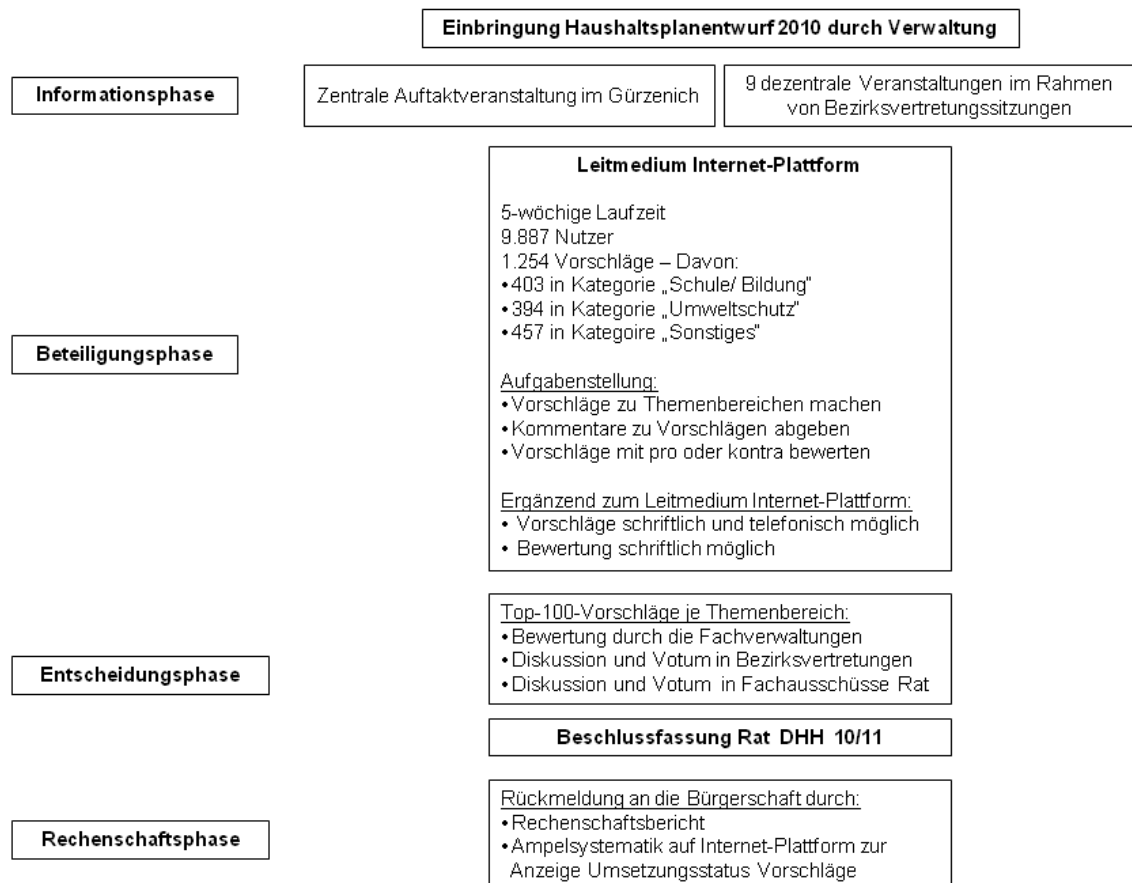 Einbringung Haushaltsplanentwurf 2010 durch Verwaltung
Informationsphase
Zentrale Auftaktveranstaltung im Gürzenich
9 dezentrale Veranstaltungen im Rahmen
von Bezirksvertretungssitzungen
Leitmedium Internet-Plattform
5-wöchige Laufzeit
9.887 Nutzer
1.254 Vorschläge – Davon:
•403 in Kategorie „Schule/ Bildung"
•394 in Kategorie „Umweltschutz"
•457 in Kategoire „Sonstiges"
Beteiligungsphase
Aufgabenstellung:
•Vorschläge zu Themenbereichen machen
•Kommentare zu Vorschlägen abgeben
•Vorschläge mit pro oder kontra bewerten
Ergänzend zum Leitmedium Internet-Plattform:
• Vorschläge schriftlich und telefonisch möglich
• Bewertung schriftlich möglich
Top-100-Vorschläge je Themenbereich:
•Bewertung durch die Fachverwaltungen
•Diskussion und Votum in Bezirksvertretungen
•Diskussion und Votum in Fachausschüsse Rat
Entscheidungsphase
Beschlussfassung Rat DHH 10/11
Rückmeldung an die Bürgerschaft durch:
•Rechenschaftsbericht
•Ampelsystematik auf Internet-Plattform zur
Anzeige Umsetzungsstatus Vorschläge
Rechenschaftsphase